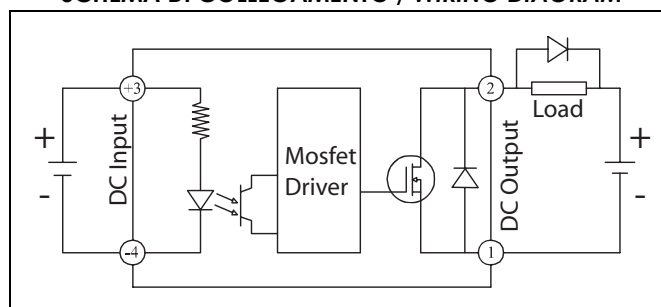 SCHEMA DI COLLEGAMENTO / WIRING DIAGRAM
+3
2
Load
+
-
DC Input
Mosfet
Driver
DC Output
+
-
-4
1